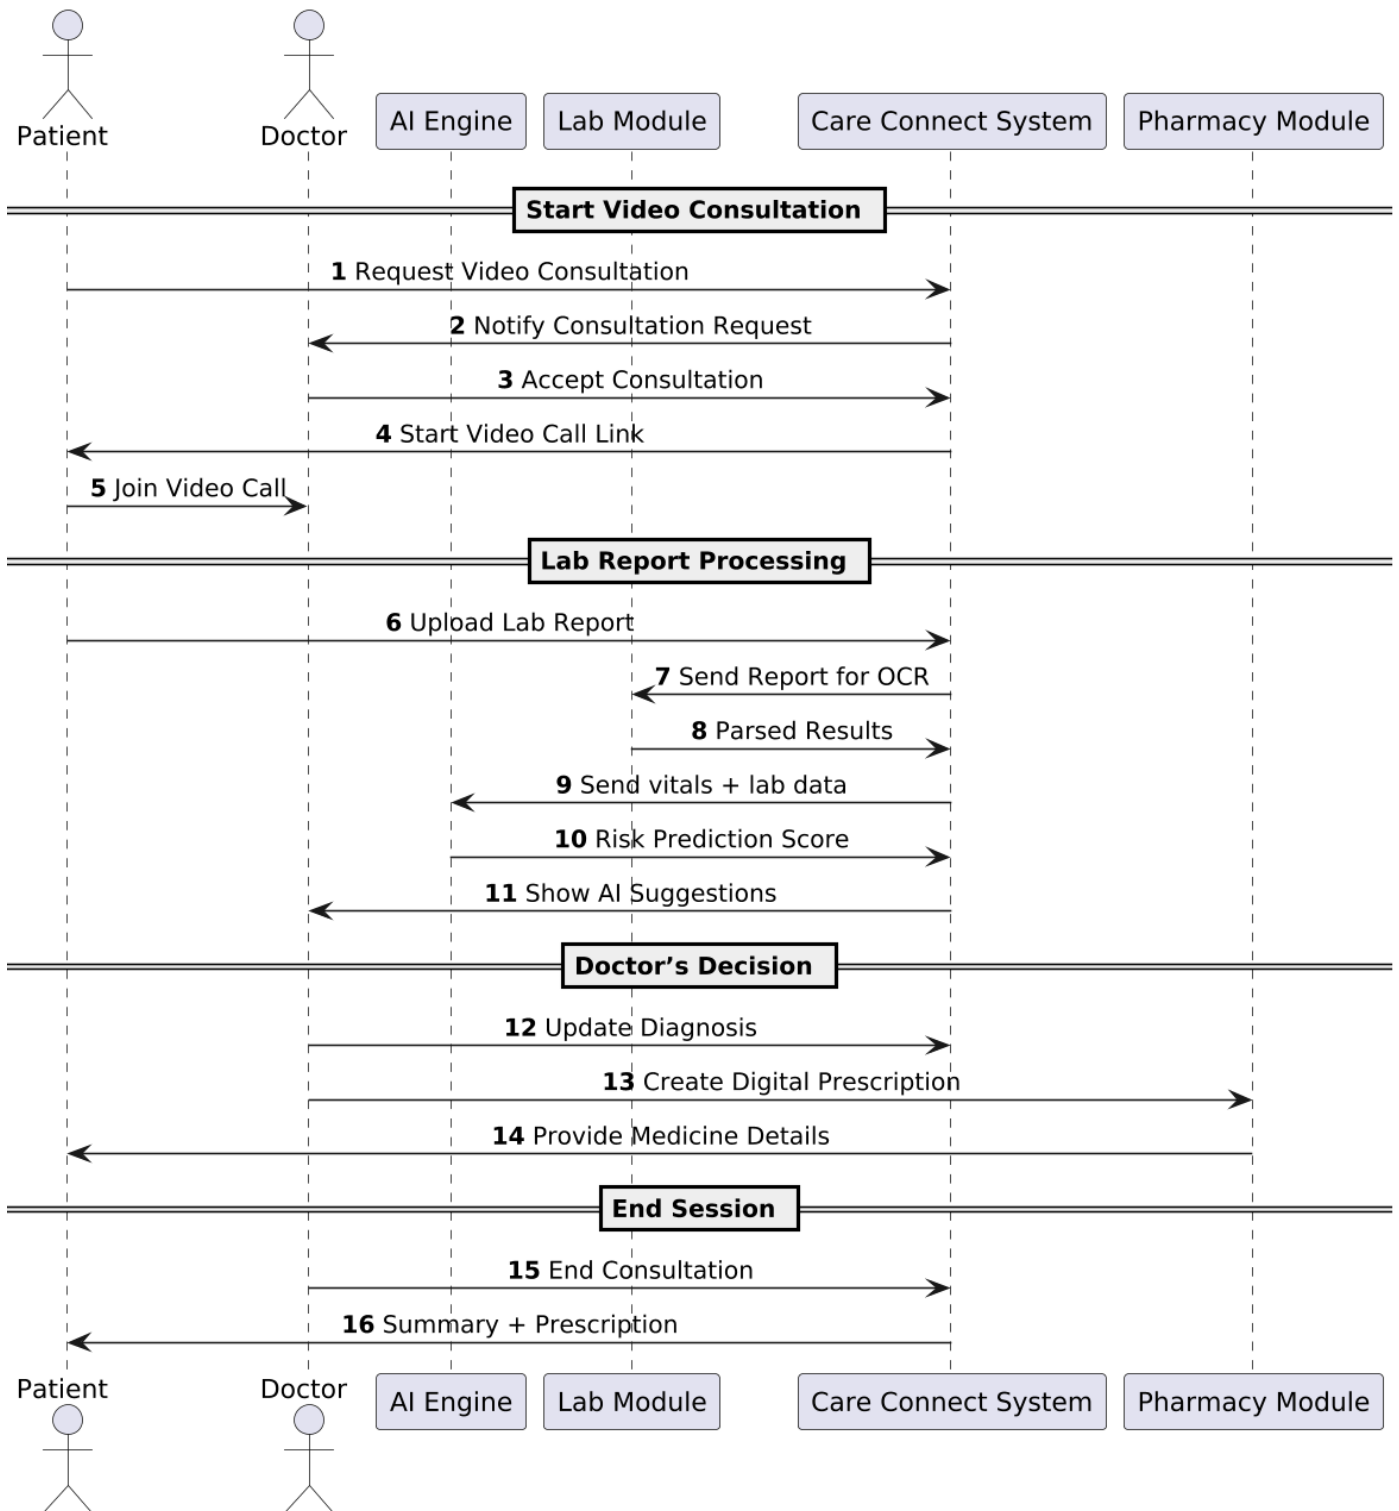 Patient
Doctor
AI Engine
Lab Module
Care Connect System
Pharmacy Module
Start Video Consultation
1 Request Video Consultation
2 Notify Consultation Request
3 Accept Consultation
4 Start Video Call Link
5 Join Video Call
Lab Report Processing
6 Upload Lab Report
7 Send Report for OCR
8 Parsed Results
9 Send vitals + lab data
10 Risk Prediction Score
11 Show AI Suggestions
Doctor’s Decision
12 Update Diagnosis
13 Create Digital Prescription
14 Provide Medicine Details
End Session
15 End Consultation
16 Summary + Prescription
Patient
Doctor
AI Engine
Lab Module
Care Connect System
Pharmacy Module